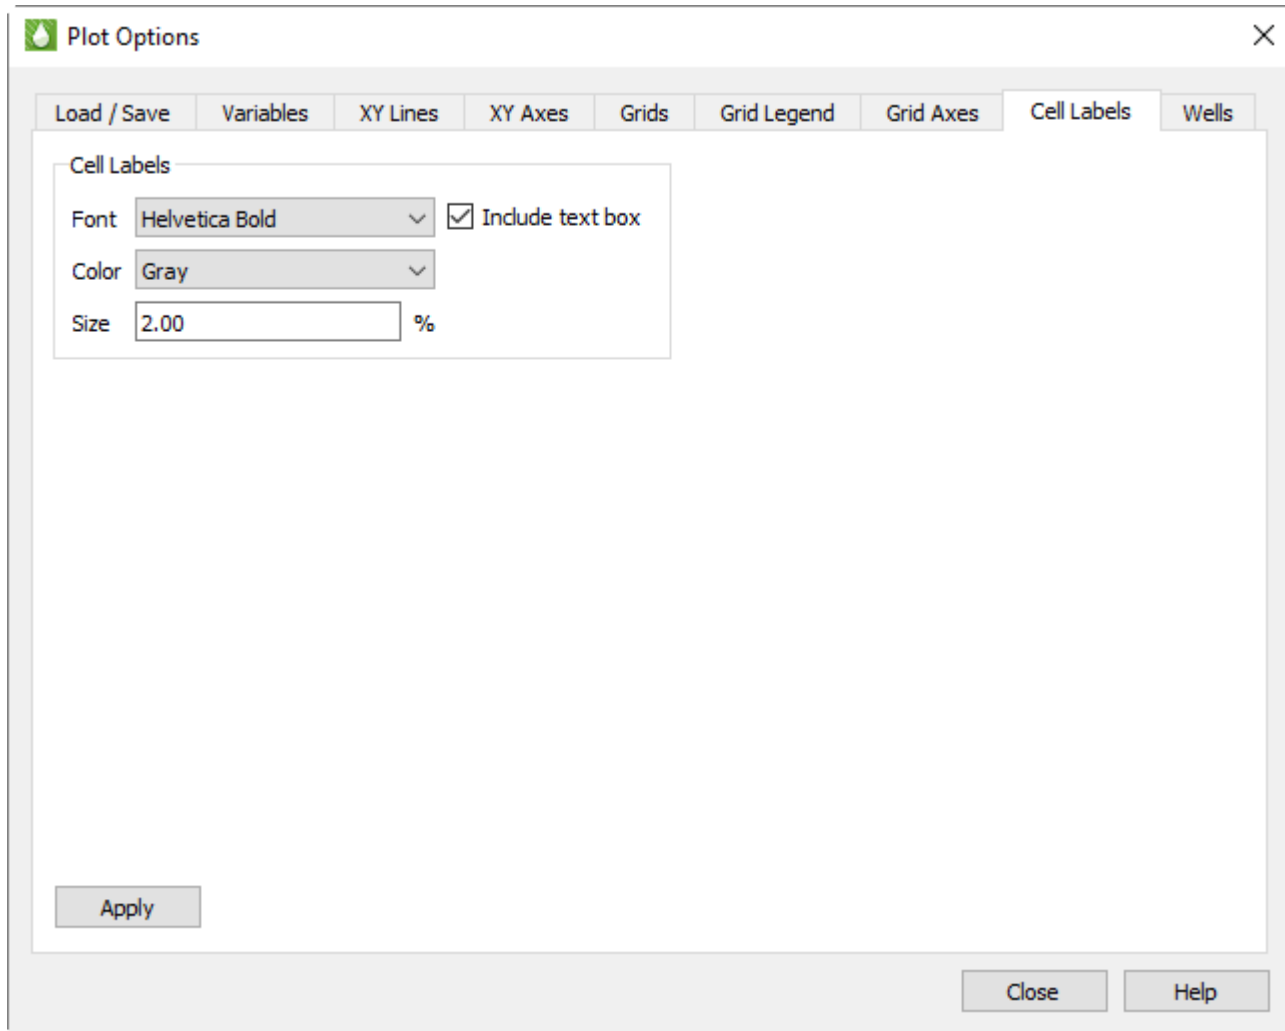 Plot Options
Load / Save Variables XY Lines XY Axes Grids Grid Legend Grid Axes Cell Labels Wells
Cell Labels
Font Helvetica Bold Include text box
Color Gray
Size 2.00 %
Apply
Close Help